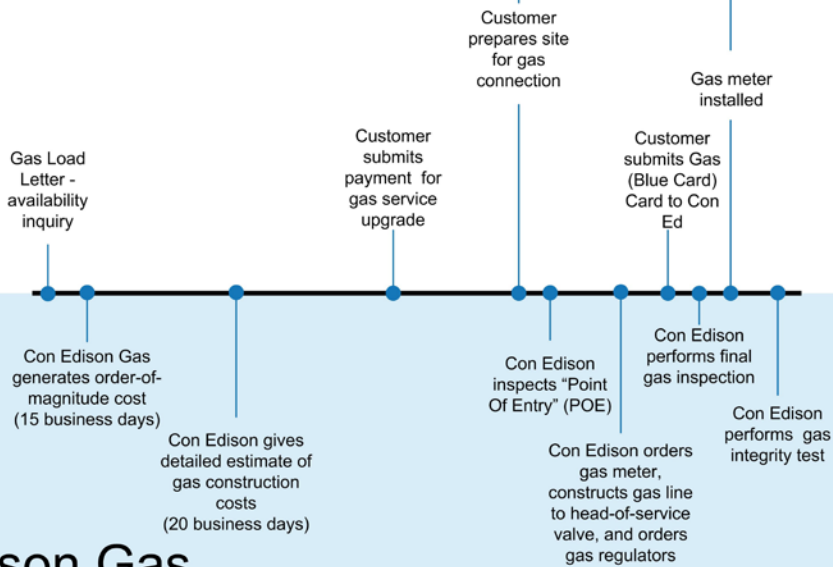 Customer
prepares site
for gas
connection
Gas meter
installed
Gas Load
Letter -
availability
inquiry
Customer
submits
payment for
gas service
upgrade
Customer
submits Gas
(Blue Card)
Card to Con
Ed
Con Edison Gas
generates order-of-
magnitude cost
(15 business days)
Con Edison gives
detailed estimate of
gas construction
costs
(20 business days)
Con Edison
inspects “Point
Of Entry” (POE)
Con Edison orders
gas meter,
constructs gas line
to head-of-service
valve, and orders
gas regulators
Con Edison
performs final
gas inspection
Con Edison
performs gas
integrity test
son Gas